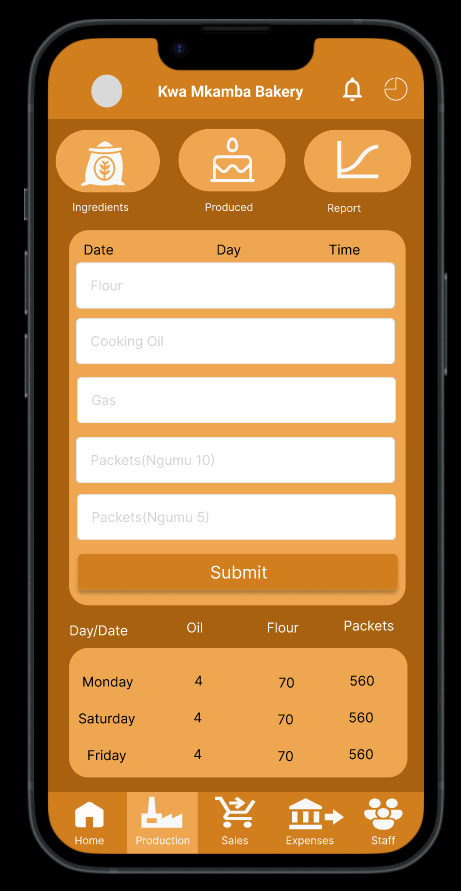 Kwa Mkamba Bakery
Ingredients Produced Report
Date Day Time
Flour
Cooking Oil
Gas
Packets(Ngumu 10)
Packets(Ngumu 5)
Submit
Day/Date Oil Flour Packets
Monday 4 70 560
Saturday 4 70 560
Friday 4 70 560
Home Production Sales Expenses Staff